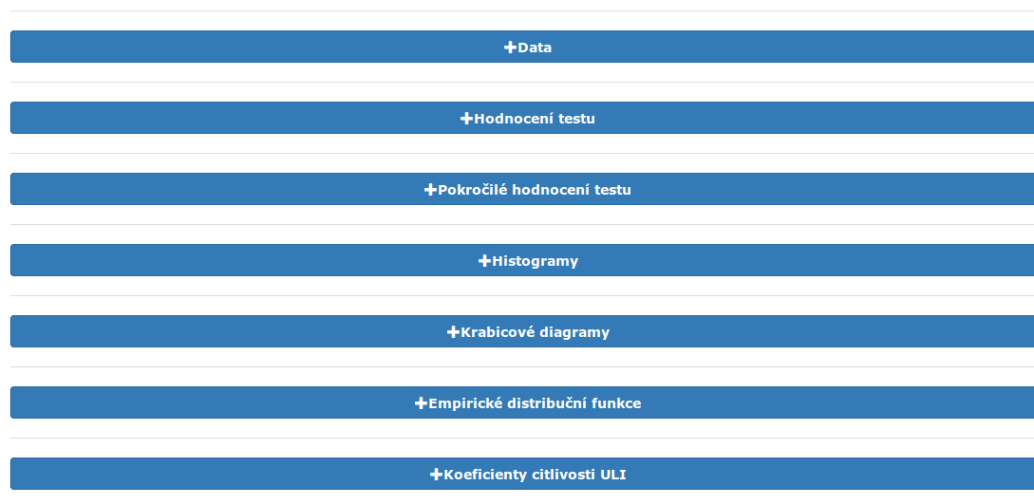 Data
Hodnocení testu
Pokročilé hodnocení testu
Histogramy
Krabicové diagramy
Empirické distribuční funkce
Koeficienty citlivosti ULI